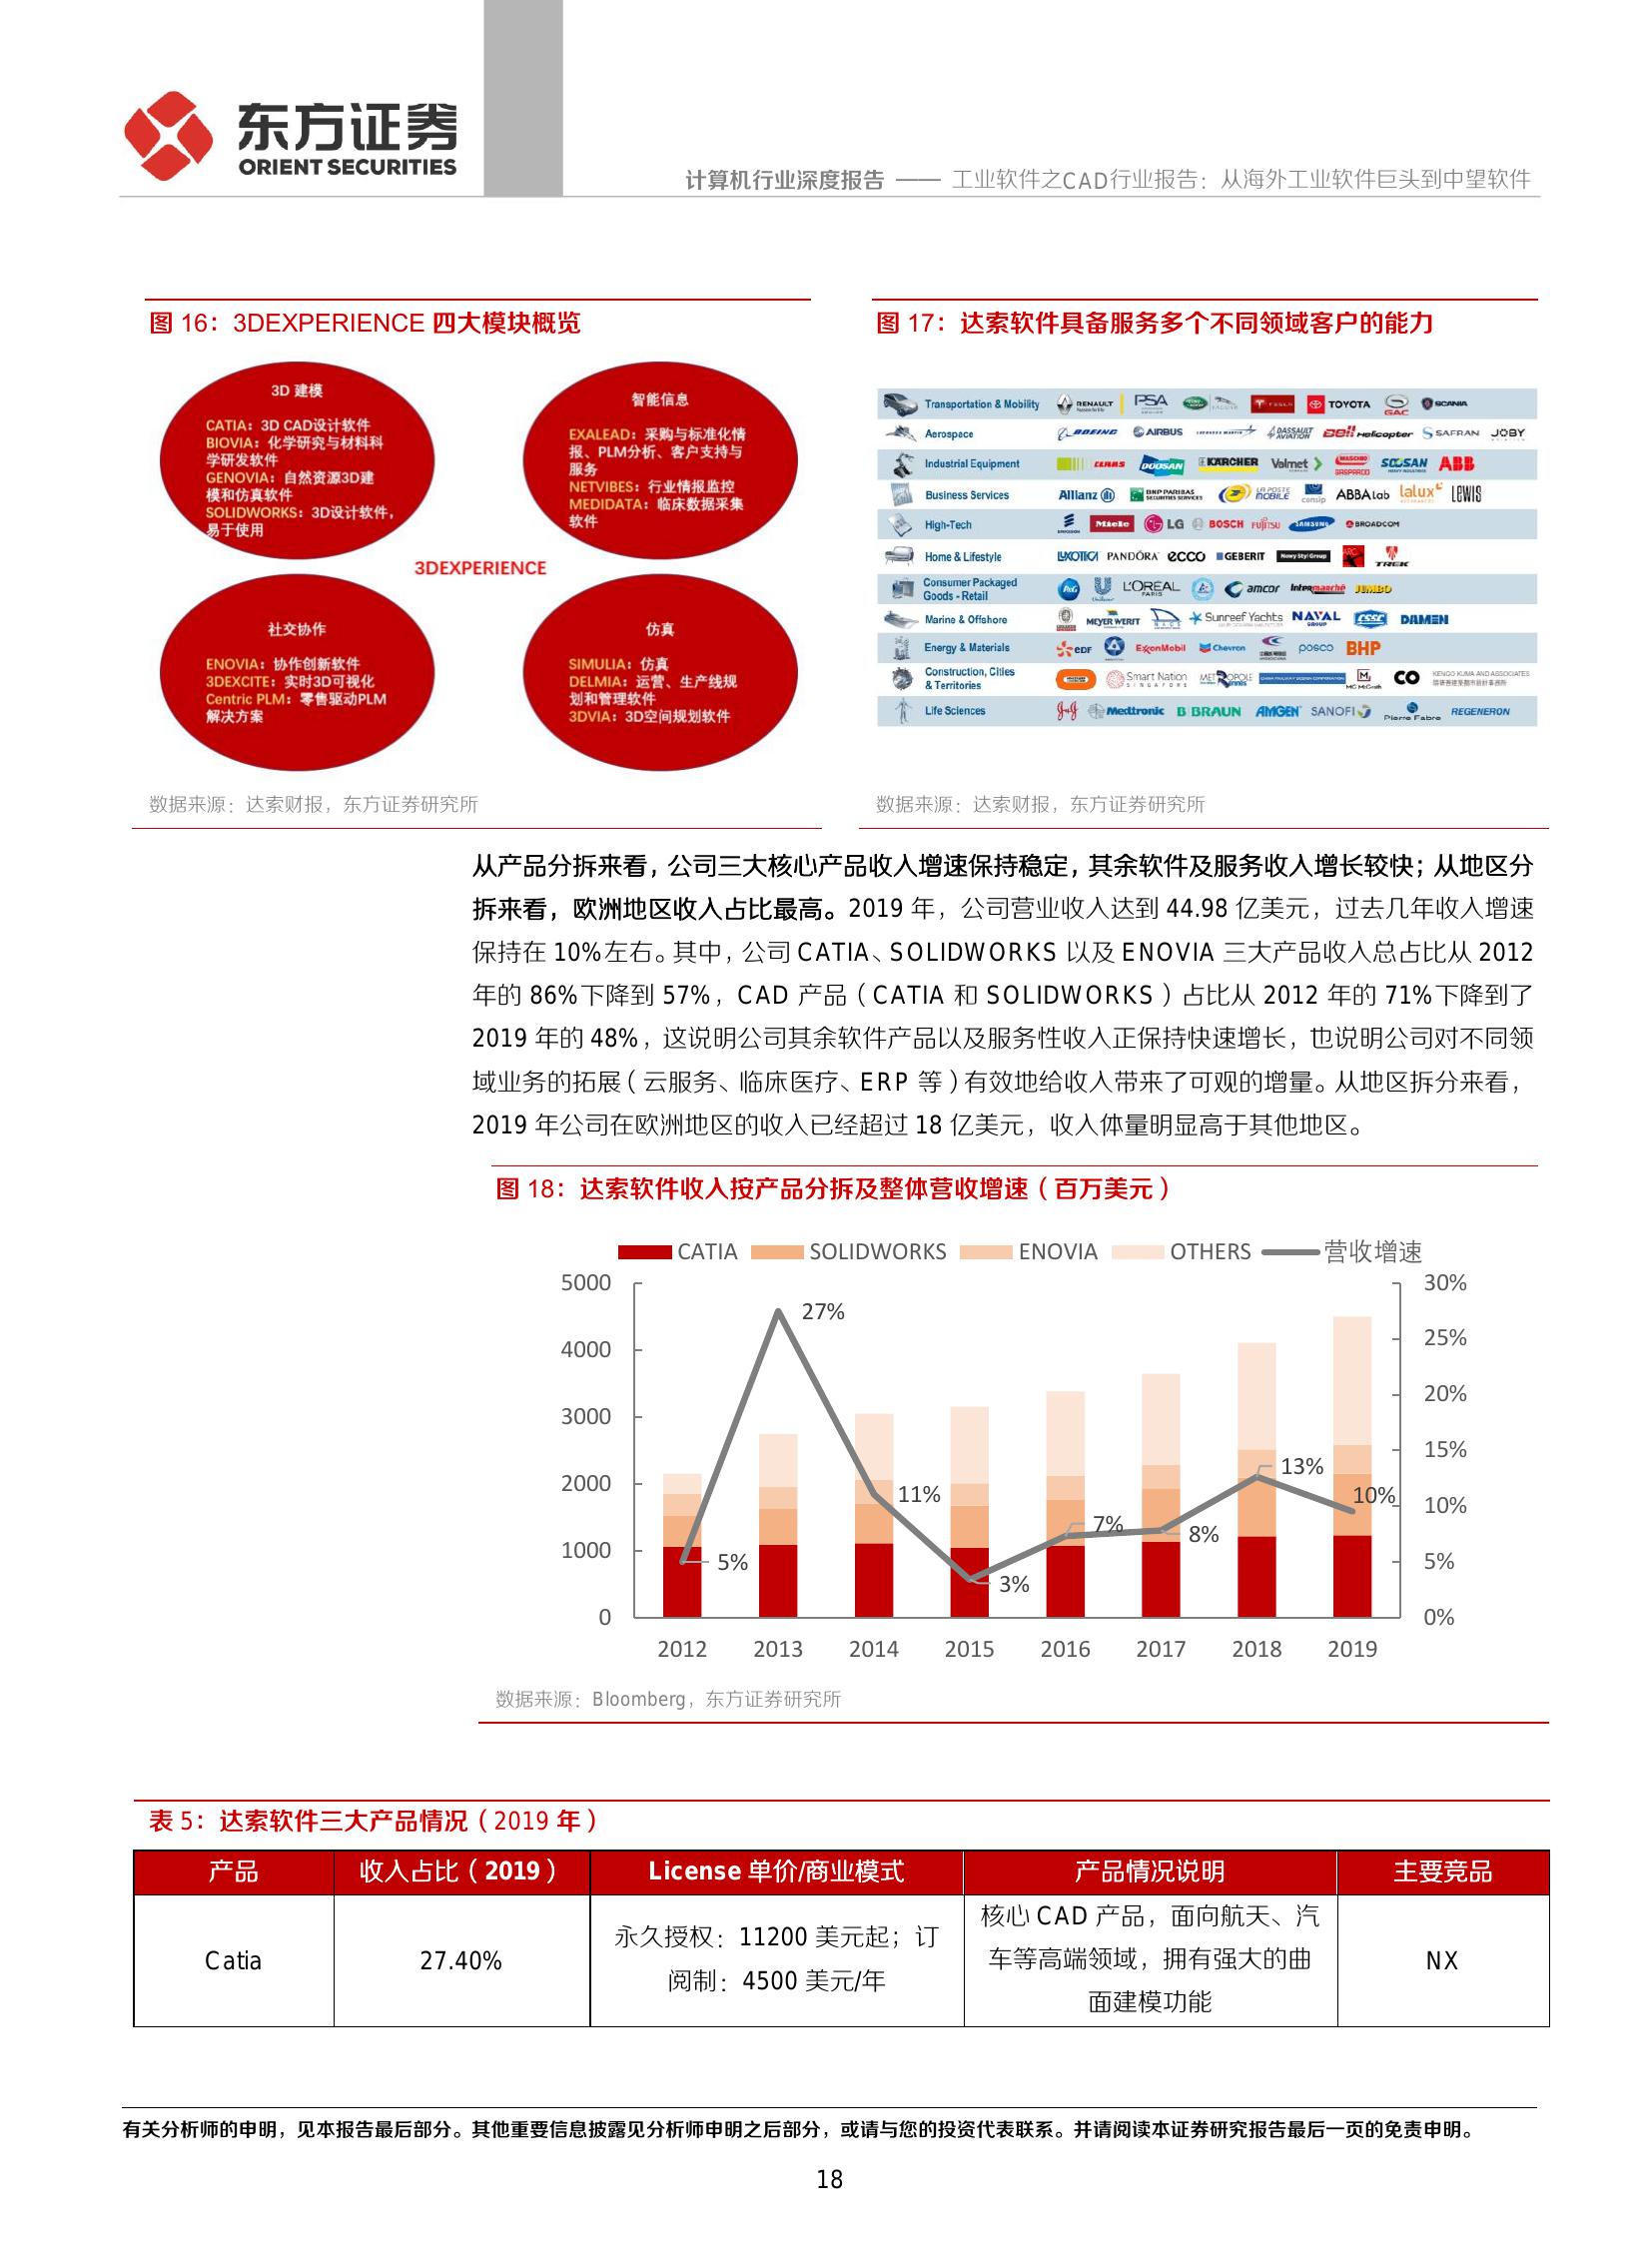 东方证券
ORIENT SECURITIES
计算机行业深度报告 —— 工业软件之CAD行业报告：从海外工业软件巨头到中望软件
图 16：3DEXPERIENCE 四大模块概览
3D 建模
CATIA：3D CAD设计软件
BIOVIA：化学研究与材料科
学研发软件
GENOVIA：自然资源3D建
模和仿真软件
SOLIDWORKS：3D设计软件，
易于使用
智能信息
EXALEAD：采购与标准化情
报、PLM分析、客户支持与
服务
NETVIBES：行业情报监控
MEDIDATA：临床数据采集
软件
3DEXPERIENCE
社交协作
ENOVIA：协作创新软件
3DEXCITE：实时3D可视化
Centric PLM：零售驱动PLM
解决方案
仿真
SIMULIA：仿真
DELMIA：运营、生产线规
划和管理软件
3DVIA：3D空间规划软件
数据来源：达索财报，东方证券研究所
图 17：达索软件具备服务多个不同领域客户的能力
Transportation & Mobility RENAULT PSA TOYOTA GAC SCANIA
Aerospace BOEING AIRBUS DASSAULT AVIATION Bell Helicopter SAFRAN JOBY
Industrial Equipment CLAAS DOOSAN KÄRCHER Valmet SOOSAN ABB
Business Services Allianz BNP PARIBAS SECURITIES SERVICES LA POSTE MOBILE consip ABBAlab lalux LEWIS
High-Tech Miele LG BOSCH FUJITSU SAMSUNG BROADCOM
Home & Lifestyle LUXOTTICA PANDÓRA ECCO GEBERIT Nowy Styl Group TREK
Consumer Packaged
Goods - Retail P&G Unilever L'ORÉAL PARIS amcor Intermarché JUMBO
Marine & Offshore MEYER WERFT Sunreef Yachts NAVAL GROUP CSSC DAMEN
Energy & Materials EDF ExxonMobil Chevron posco BHP
Construction, Cities
& Territories Smart Nation SINGAPORE CO KENGO KUMA AND ASSOCIATES
Life Sciences J&J Medtronic B BRAUN AMGEN SANOFI Pierre Fabre REGENERON
数据来源：达索财报，东方证券研究所
从产品分拆来看，公司三大核心产品收入增速保持稳定，其余软件及服务收入增长较快；从地区分
拆来看，欧洲地区收入占比最高。2019 年，公司营业收入达到 44.98 亿美元，过去几年收入增速
保持在 10%左右。其中，公司 CATIA、SOLIDWORKS 以及 ENOVIA 三大产品收入总占比从 2012
年的 86%下降到 57%，CAD 产品（CATIA 和 SOLIDWORKS）占比从 2012 年的 71%下降到了
2019 年的 48%，这说明公司其余软件产品以及服务性收入正保持快速增长，也说明公司对不同领
域业务的拓展（云服务、临床医疗、ERP 等）有效地给收入带来了可观的增量。从地区拆分来看，
2019 年公司在欧洲地区的收入已经超过 18 亿美元，收入体量明显高于其他地区。
图 18：达索软件收入按产品分拆及整体营收增速（百万美元）
CATIA SOLIDWORKS ENOVIA OTHERS 营收增速
5000 30%
27%
25%
4000
20%
3000
15%
13%
2000
11% 10% 10%
7%
8%
1000
5% 5%
3%
0 0%
2012 2013 2014 2015 2016 2017 2018 2019
数据来源：Bloomberg，东方证券研究所
表 5：达索软件三大产品情况（2019 年）
产品 收入占比（2019） License 单价/商业模式 产品情况说明 主要竞品
Catia 27.40% 永久授权：11200 美元起；订
阅制：4500 美元/年
核心 CAD 产品，面向航天、汽
车等高端领域，拥有强大的曲
面建模功能
NX
有关分析师的申明，见本报告最后部分。其他重要信息披露见分析师申明之后部分，或请与您的投资代表联系。并请阅读本证券研究报告最后一页的免责申明。
18